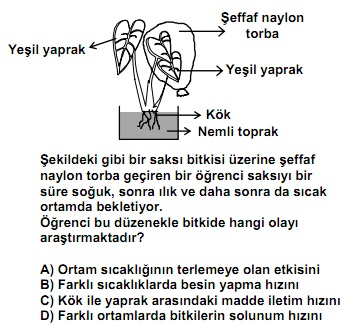 Şeffaf naylon
torba
Yeşil yaprak
Yeşil yaprak
Kök
Nemli toprak
Şekildeki gibi bir saksı bitkisi üzerine şeffaf
naylon torba geçiren bir öğrenci saksıyı bir
süre soğuk, sonra ılık ve daha sonra da sıcak
ortamda bekletiyor.
Öğrenci bu düzenekle bitkide hangi olayı
araştırmaktadır?
A) Ortam sıcaklığının terlemeye olan etkisini
B) Farklı sıcaklıklarda besin yapma hızını
C) Kök ile yaprak arasındaki madde iletim hızını
D) Farklı ortamlarda bitkilerin solunum hızını